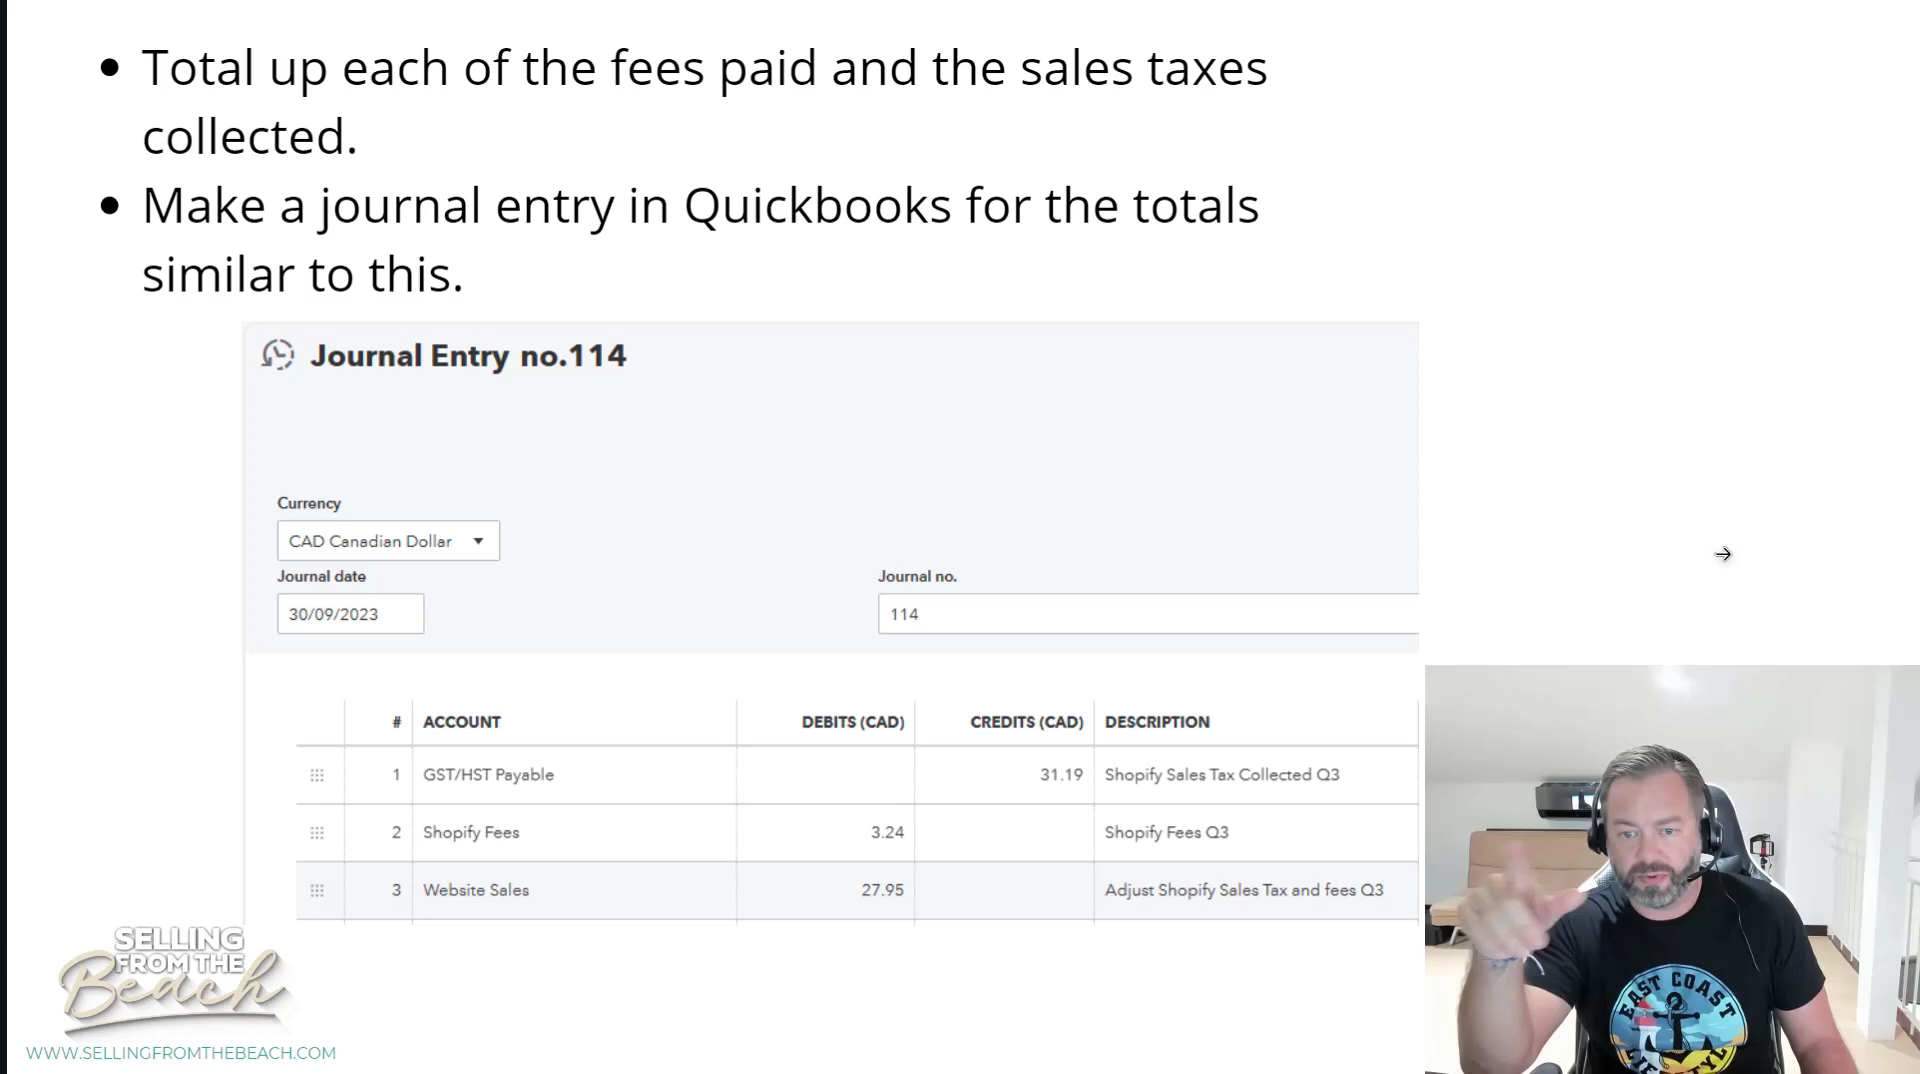 • Total up each of the fees paid and the sales taxes
collected.
• Make a journal entry in Quickbooks for the totals
similar to this.
Journal Entry no.114
Currency
CAD Canadian Dollar
Journal date
Journal no.
30/09/2023
114
# ACCOUNT DEBITS (CAD) CREDITS (CAD) DESCRIPTION
1 GST/HST Payable 31.19 Shopify Sales Tax Collected Q3
2 Shopify Fees 3.24 Shopify Fees Q3
3 Website Sales 27.95 Adjust Shopify Sales Tax and fees Q3
SELLING
FROM THE
Beach
WWW.SELLINGFROMTHEBEACH.COM
EAST COAST